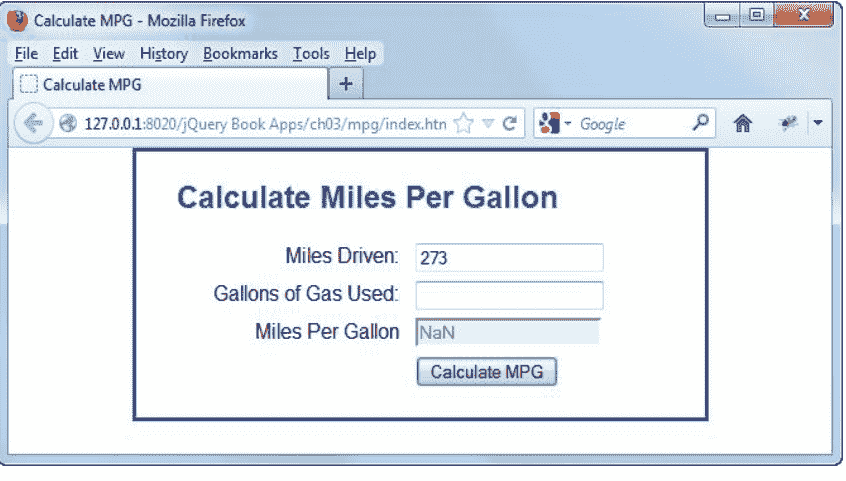 Calculate MPG - Mozilla Firefox
File Edit View History Bookmarks Tools Help
Calculate MPG +
127.0.0.1:8020/jQuery Book Apps/ch03/mpg/index.htn Google
Calculate Miles Per Gallon
Miles Driven: 273
Gallons of Gas Used:
Miles Per Gallon NaN
Calculate MPG